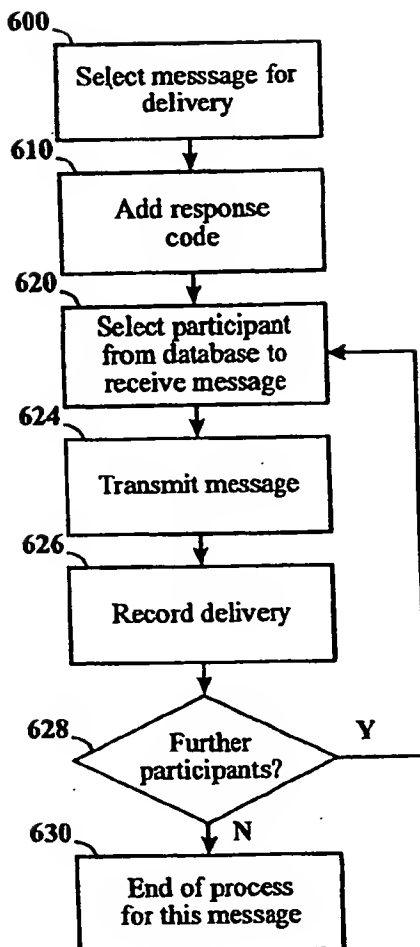 600
Select messsage for
delivery
610
Add response
code
620
Select participant
from database to
receive message
624
Transmit message
626
Record delivery
628
Further
participants?
Y
N
630
End of process
for this message